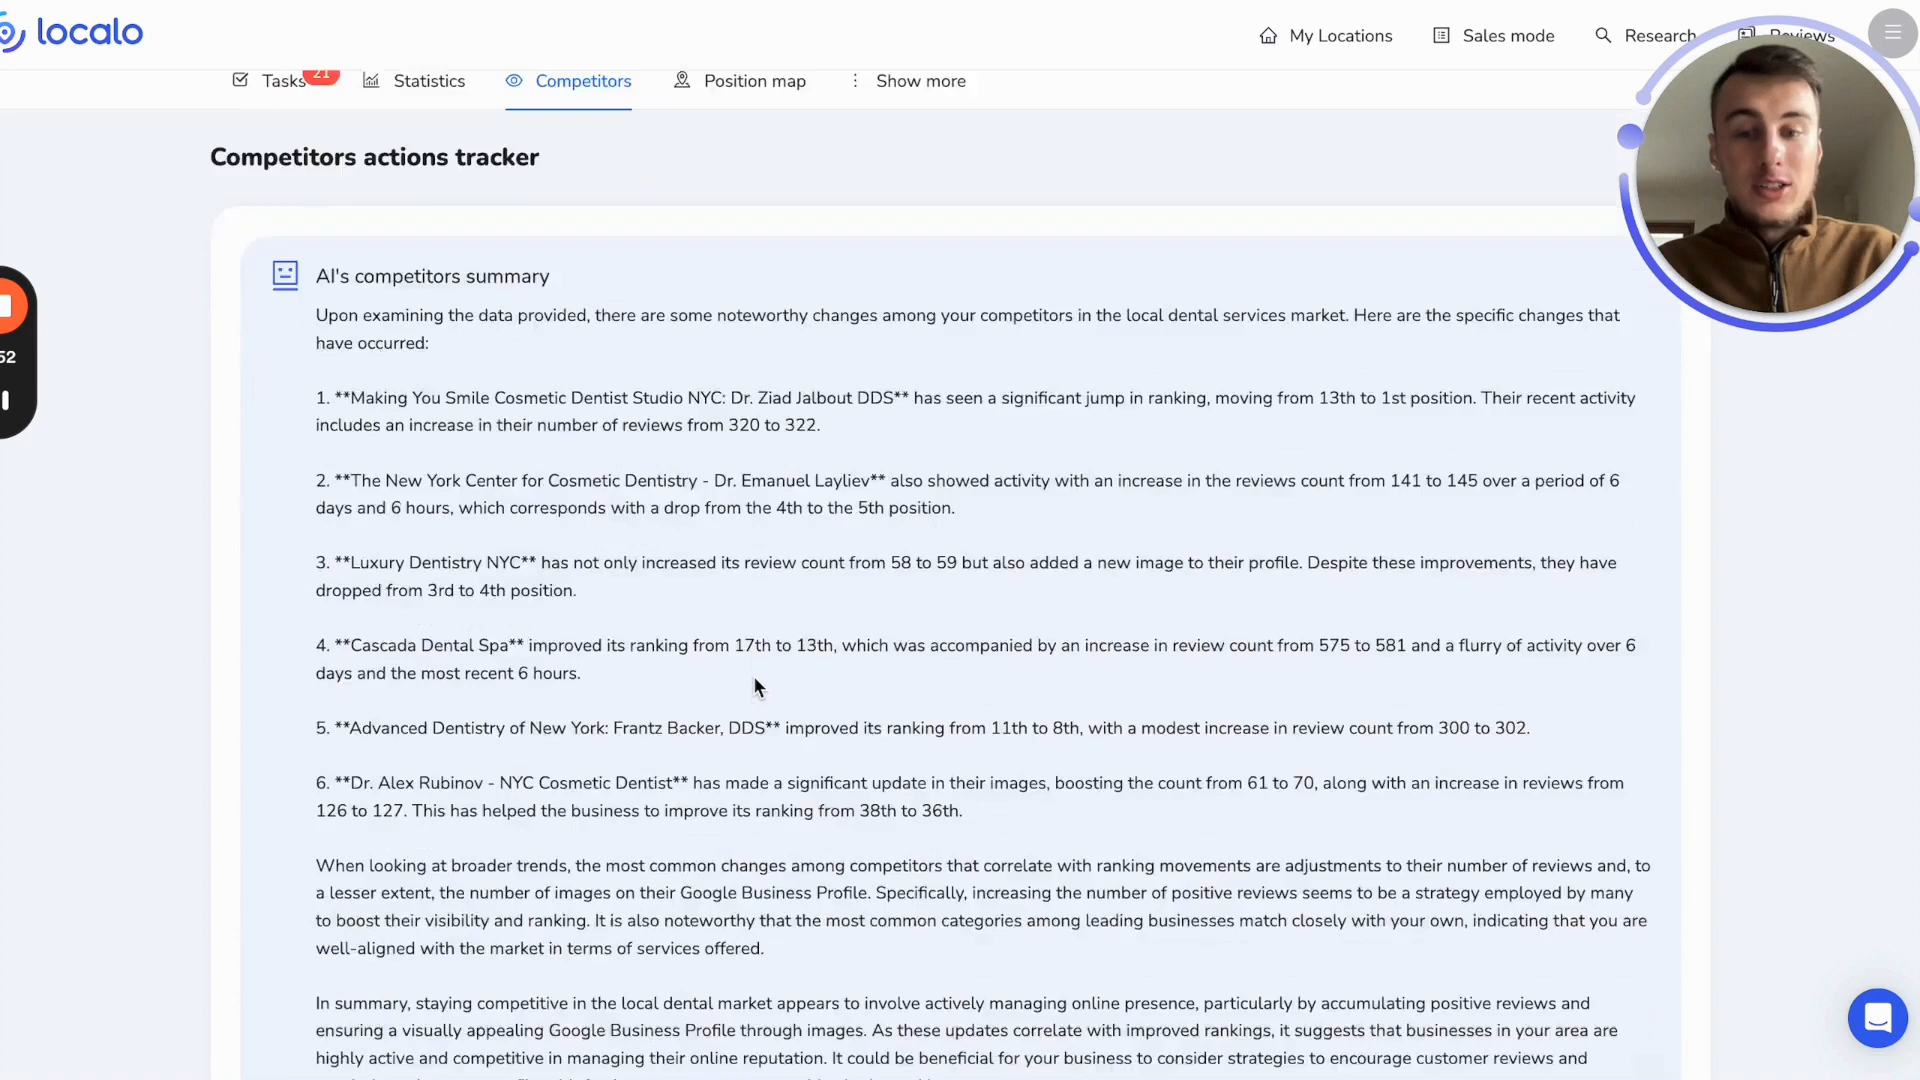 localo
My Locations
Sales mode
Research
Reviews
Tasks
21
Statistics
Competitors
Position map
Show more
Competitors actions tracker
52
AI's competitors summary
Upon examining the data provided, there are some noteworthy changes among your competitors in the local dental services market. Here are the specific changes that
have occurred:
1. **Making You Smile Cosmetic Dentist Studio NYC: Dr. Ziad Jalbout DDS** has seen a significant jump in ranking, moving from 13th to 1st position. Their recent activity
includes an increase in their number of reviews from 320 to 322.
2. **The New York Center for Cosmetic Dentistry - Dr. Emanuel Layliev** also showed activity with an increase in the reviews count from 141 to 145 over a period of 6
days and 6 hours, which corresponds with a drop from the 4th to the 5th position.
3. **Luxury Dentistry NYC** has not only increased its review count from 58 to 59 but also added a new image to their profile. Despite these improvements, they have
dropped from 3rd to 4th position.
4. **Cascada Dental Spa** improved its ranking from 17th to 13th, which was accompanied by an increase in review count from 575 to 581 and a flurry of activity over 6
days and the most recent 6 hours.
5. **Advanced Dentistry of New York: Frantz Backer, DDS** improved its ranking from 11th to 8th, with a modest increase in review count from 300 to 302.
6. **Dr. Alex Rubinov - NYC Cosmetic Dentist** has made a significant update in their images, boosting the count from 61 to 70, along with an increase in reviews from
126 to 127. This has helped the business to improve its ranking from 38th to 36th.
When looking at broader trends, the most common changes among competitors that correlate with ranking movements are adjustments to their number of reviews and, to
a lesser extent, the number of images on their Google Business Profile. Specifically, increasing the number of positive reviews seems to be a strategy employed by many
to boost their visibility and ranking. It is also noteworthy that the most common categories among leading businesses match closely with your own, indicating that you are
well-aligned with the market in terms of services offered.
In summary, staying competitive in the local dental market appears to involve actively managing online presence, particularly by accumulating positive reviews and
ensuring a visually appealing Google Business Profile through images. As these updates correlate with improved rankings, it suggests that businesses in your area are
highly active and competitive in managing their online reputation. It could be beneficial for your business to consider strategies to encourage customer reviews and